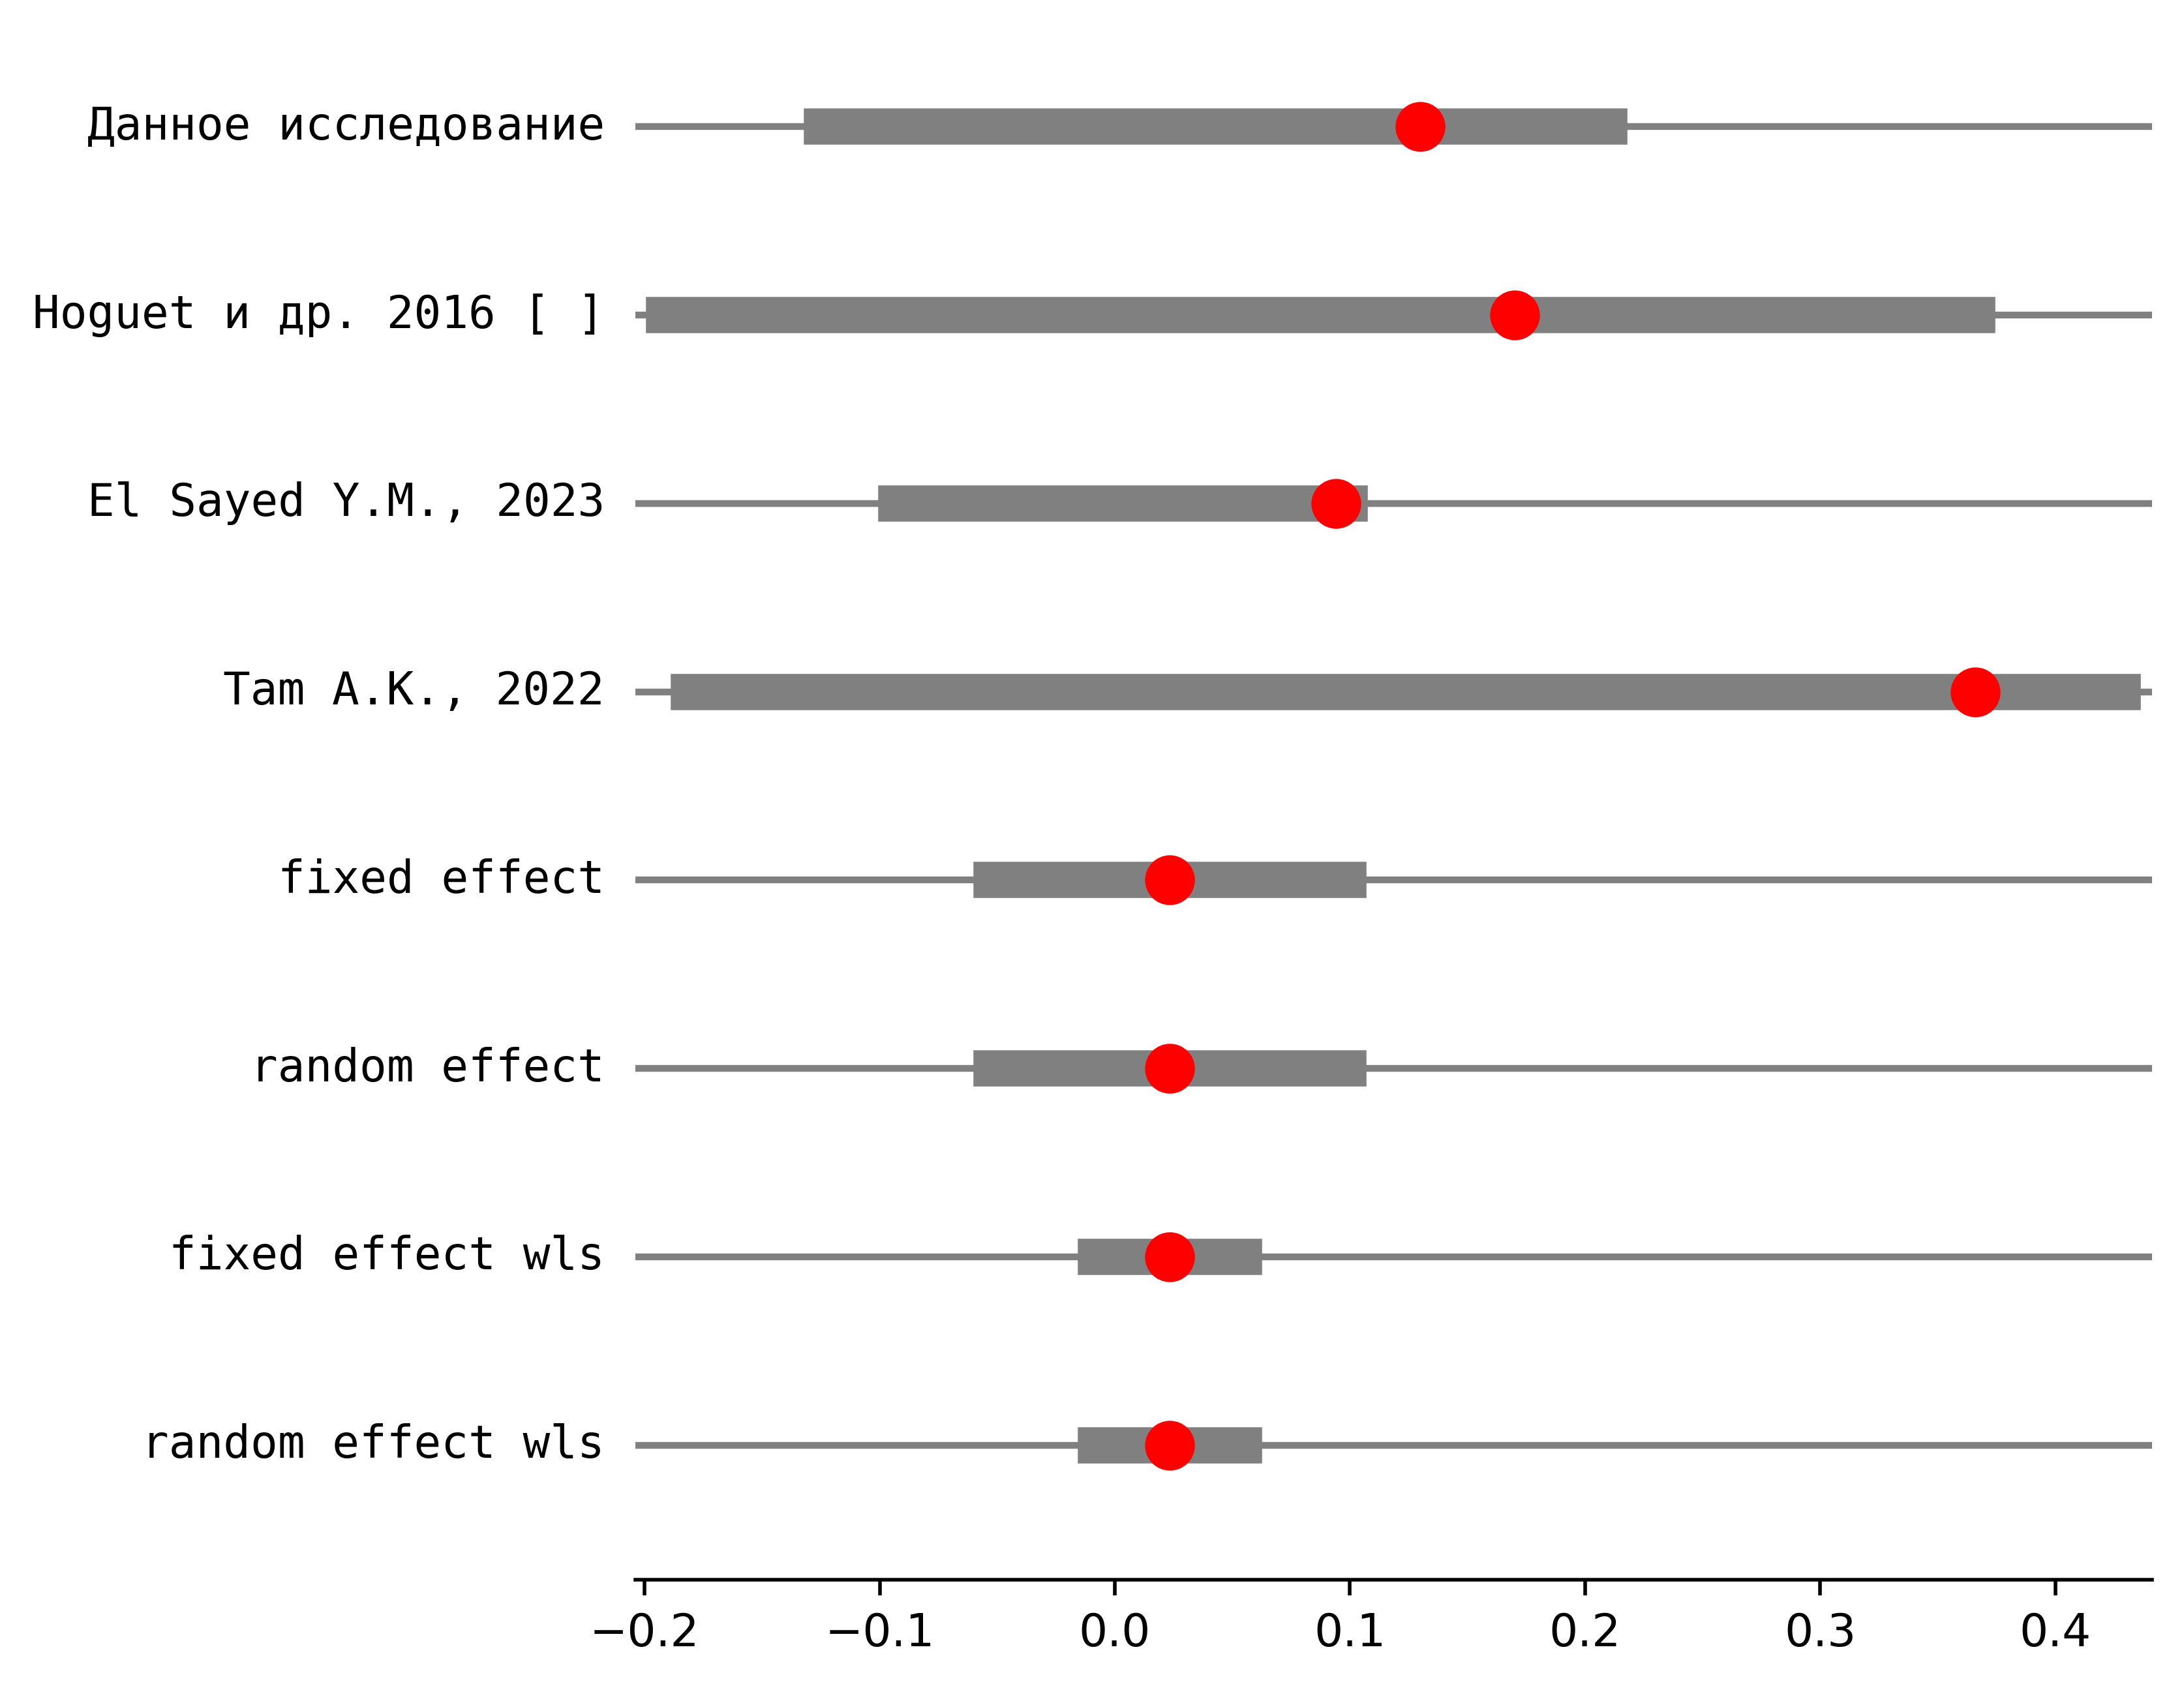 Данное исследование
Hoguet и др. 2016 [ ]
El Sayed Y.M., 2023
Tam A.K., 2022
fixed effect
random effect
fixed effect wls
random effect wls
−0.2 −0.1 0.0 0.1 0.2 0.3 0.4